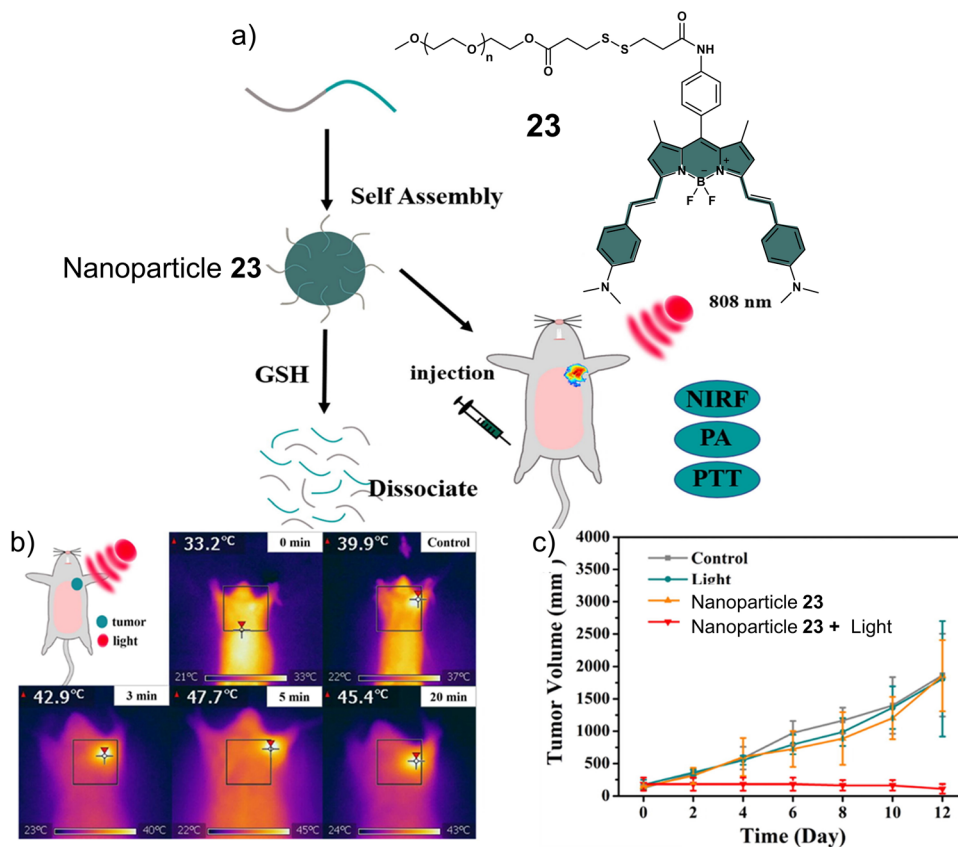 a)
O
O
n
O
O
S
S
O
NH
23
N
N
B
-
+
F
F
N
N
808 nm
Self Assembly
Nanoparticle 23
GSH
injection
Dissociate
NIRF
PA
PTT
b)
tumor
light
33.2°C
0 min
21°C
33°C
39.9°C
Control
22°C
37°C
42.9°C
3 min
23°C
40°C
47.7°C
5 min
22°C
45°C
45.4°C
20 min
24°C
43°C
c)
Tumor Volume (mm³)
4000
3500
3000
2500
2000
1500
1000
500
0
Control
Light
Nanoparticle 23
Nanoparticle 23 + Light
0 2 4 6 8 10 12
Time (Day)